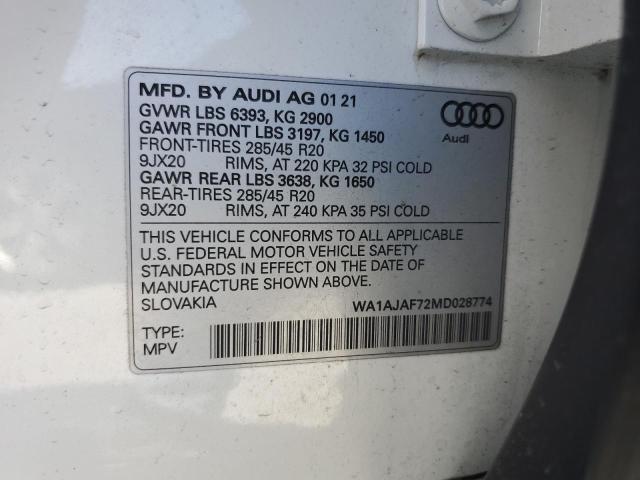 MFD. BY AUDI AG 01 21
GVWR LBS 6393, KG 2900
GAWR FRONT LBS 3197, KG 1450
FRONT-TIRES 285/45 R20
9JX20 RIMS, AT 220 KPA 32 PSI COLD
GAWR REAR LBS 3638, KG 1650
REAR-TIRES 285/45 R20
9JX20 RIMS, AT 240 KPA 35 PSI COLD
Audi
THIS VEHICLE CONFORMS TO ALL APPLICABLE
U.S. FEDERAL MOTOR VEHICLE SAFETY
STANDARDS IN EFFECT ON THE DATE OF
MANUFACTURE SHOWN ABOVE.
SLOVAKIA WA1AJAF72MD028774
TYPE:
MPV